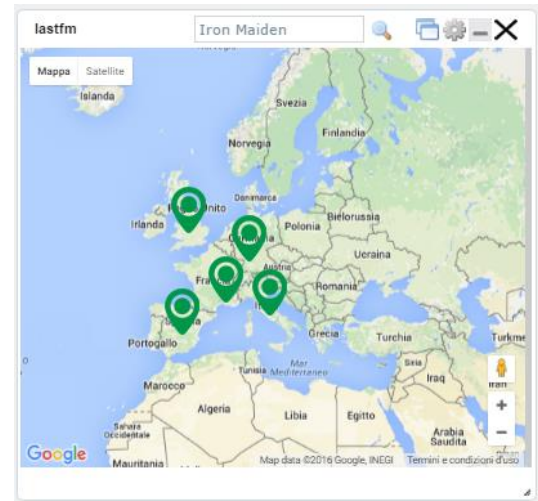 lastfm
Iron Maiden
Mappa
Satellite
Islanda
Svezia
Finlandia
Norvegia
Danimarca
Irlanda
Bielorussia
Polonia
Ucraina
Austria
Romania
Portogallo
Grecia
Turchia
Mar
Mediterraneo
Tunisia
Siria
Iraq
Iran
Marocco
Algeria
Libia
Egitto
Arabia
Saudita
Sahara
Occidentale
Mauritania
+
−
Google
Map data ©2016 Google, INEGI
Termini e condizioni d'uso